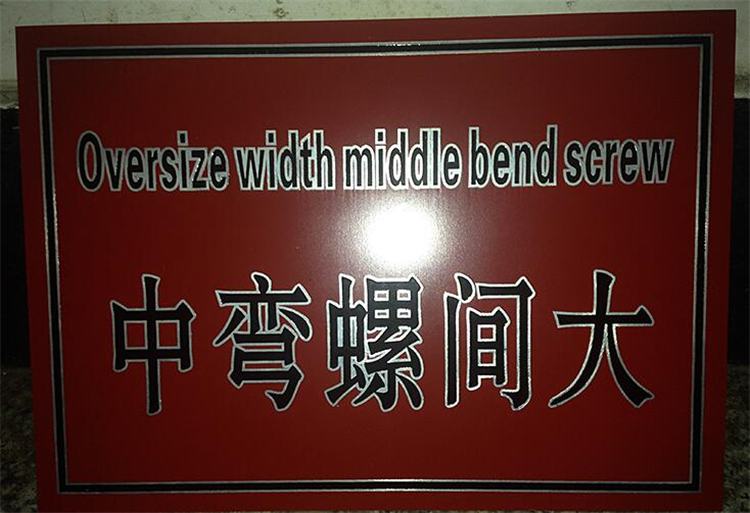 Oversize width middle bend screw
中弯螺间大